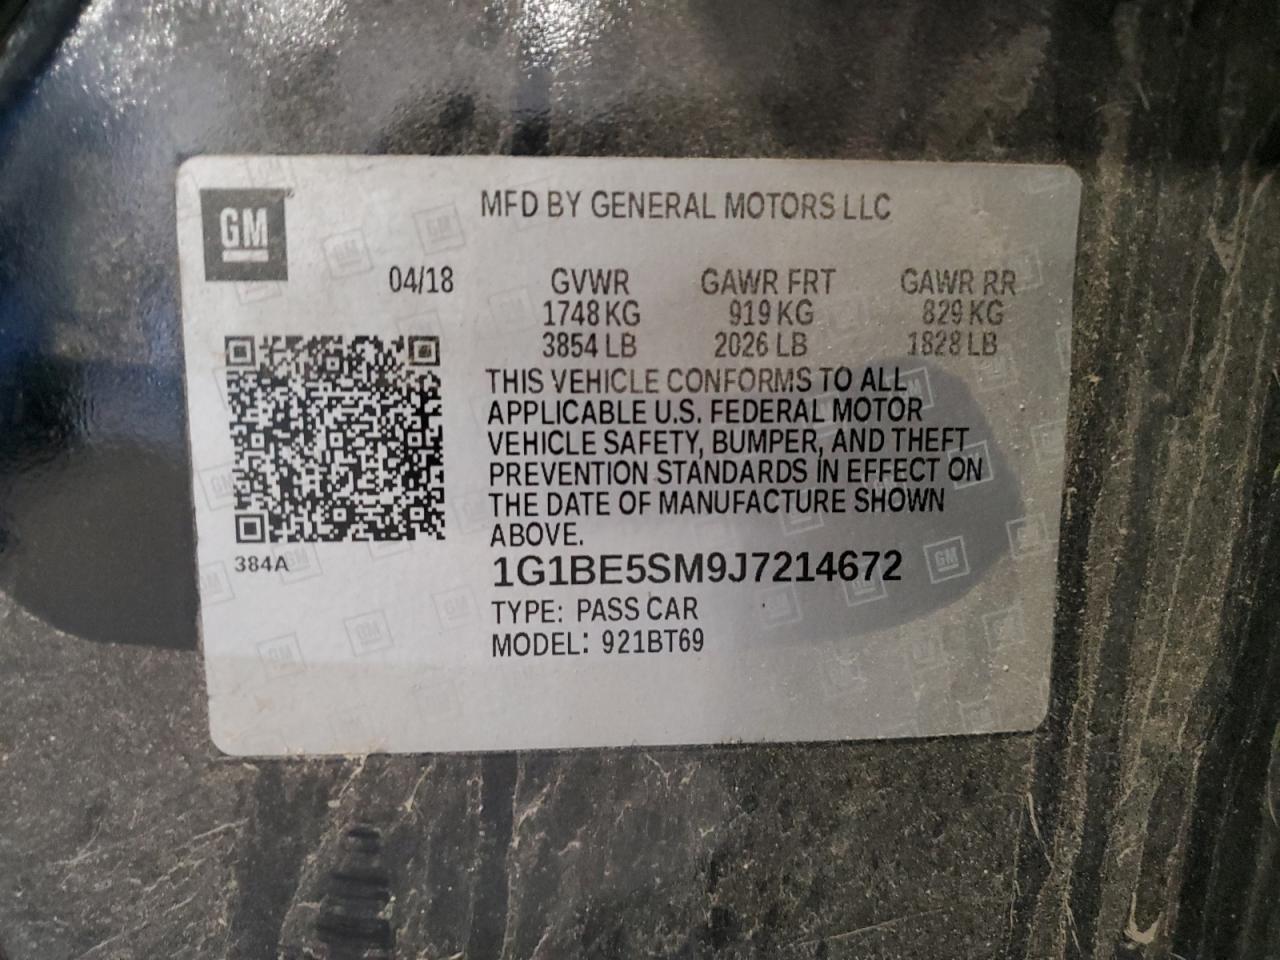 GM
MFD BY GENERAL MOTORS LLC
04/18 GVWR GAWR FRT GAWR RR
1748 KG 919 KG 829 KG
3854 LB 2026 LB 1828 LB
THIS VEHICLE CONFORMS TO ALL
APPLICABLE U.S. FEDERAL MOTOR
VEHICLE SAFETY, BUMPER, AND THEFT
PREVENTION STANDARDS IN EFFECT ON
THE DATE OF MANUFACTURE SHOWN
ABOVE.
384A
1G1BE5SM9J7214672
TYPE: PASS CAR
MODEL: 921BT69